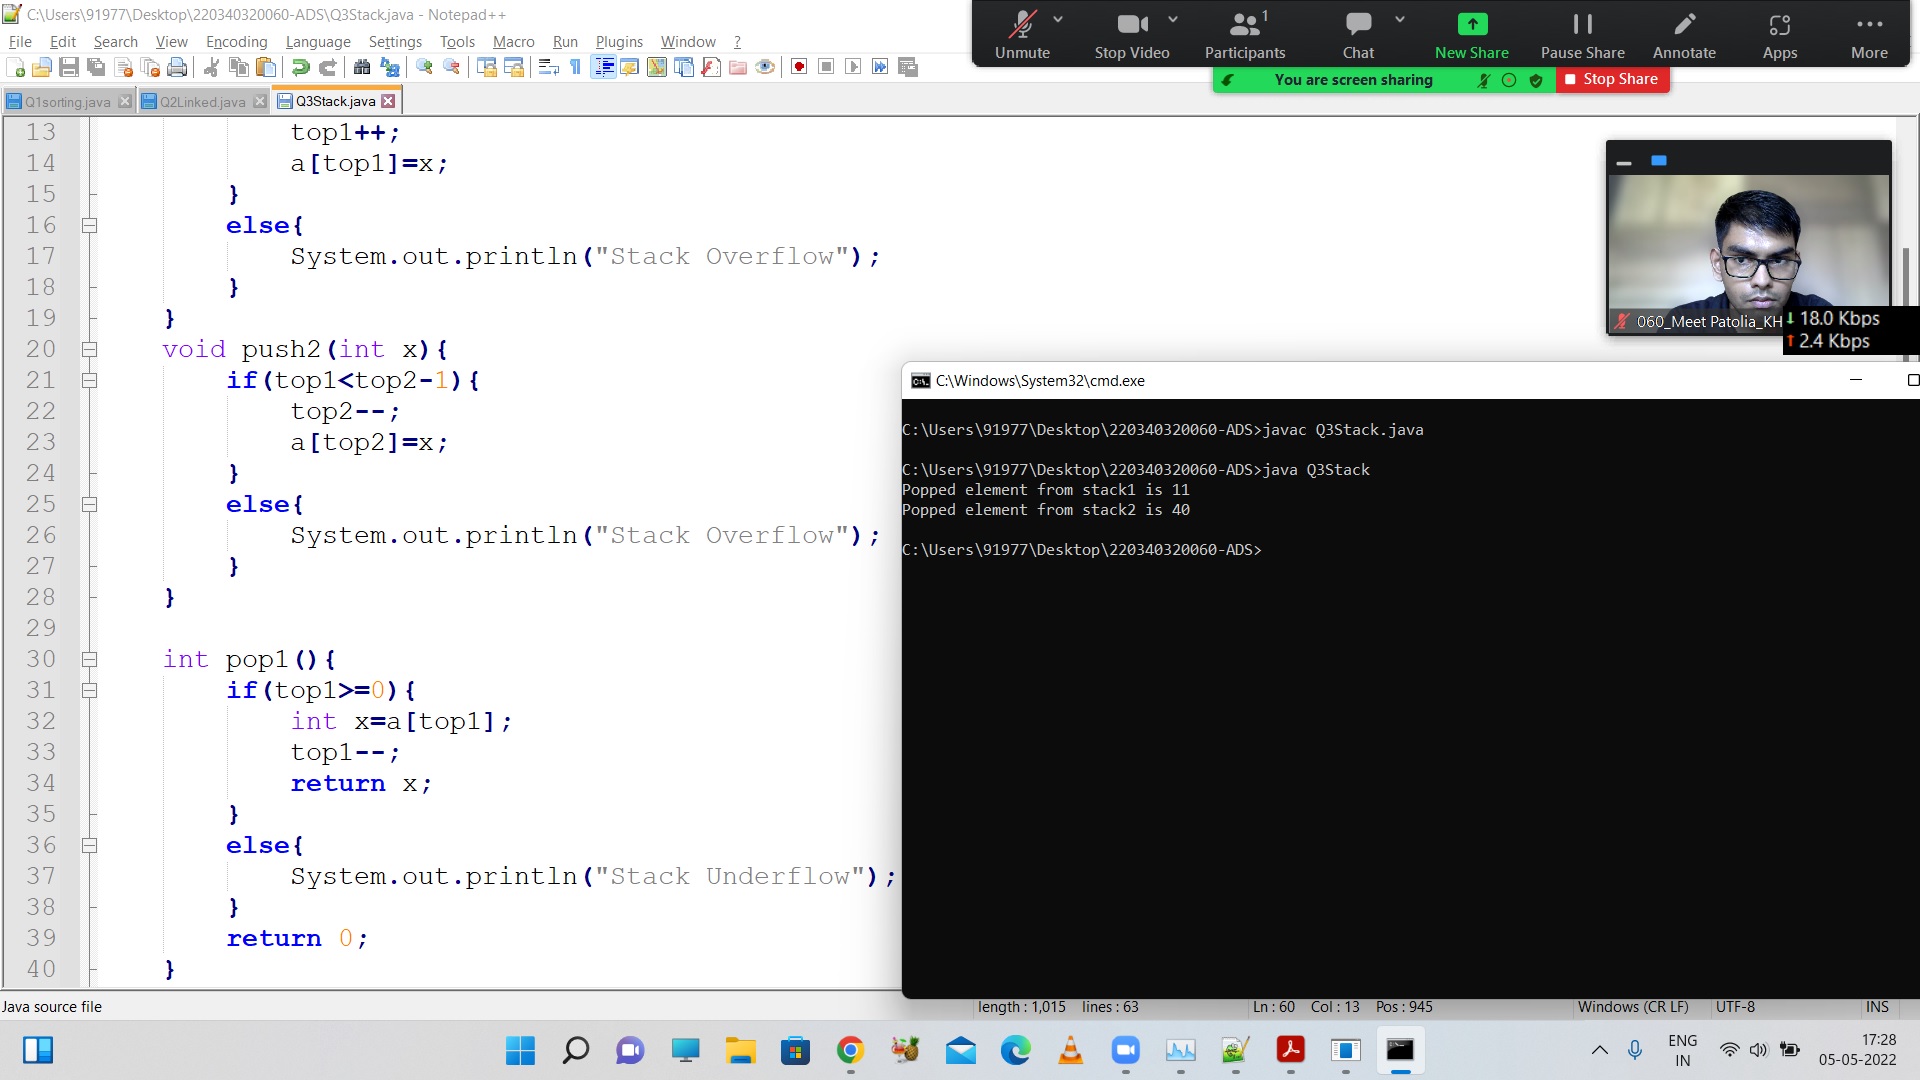 C:\Users\91977\Desktop\220340320060-ADS\Q3Stack.java - Notepad++
File Edit Search View Encoding Language Settings Tools Macro Run Plugins Window ?
Unmute Stop Video Participants 1 Chat New Share Pause Share Annotate Apps More
You are screen sharing Stop Share
Q1sorting.java Q2Linked.java Q3Stack.java
13 top1++;
14 a[top1]=x;
15 }
16 else{
17 System.out.println("Stack Overflow");
18 }
19 }
20 void push2(int x){
21 if(top1<top2-1){
22 top2--;
23 a[top2]=x;
24 }
25 else{
26 System.out.println("Stack Overflow");
27 }
28 }
29
30 int pop1(){
31 if(top1>=0){
32 int x=a[top1];
33 top1--;
34 return x;
35 }
36 else{
37 System.out.println("Stack Underflow");
38 }
39 return 0;
40 }
060_Meet Patolia_KH
18.0 Kbps
2.4 Kbps
C:\Windows\System32\cmd.exe
C:\Users\91977\Desktop\220340320060-ADS>javac Q3Stack.java
C:\Users\91977\Desktop\220340320060-ADS>java Q3Stack
Popped element from stack1 is 11
Popped element from stack2 is 40
C:\Users\91977\Desktop\220340320060-ADS>
Java source file length : 1,015 lines : 63 Ln : 60 Col : 13 Pos : 945 Windows (CR LF) UTF-8 INS
ENG
IN
17:28
05-05-2022